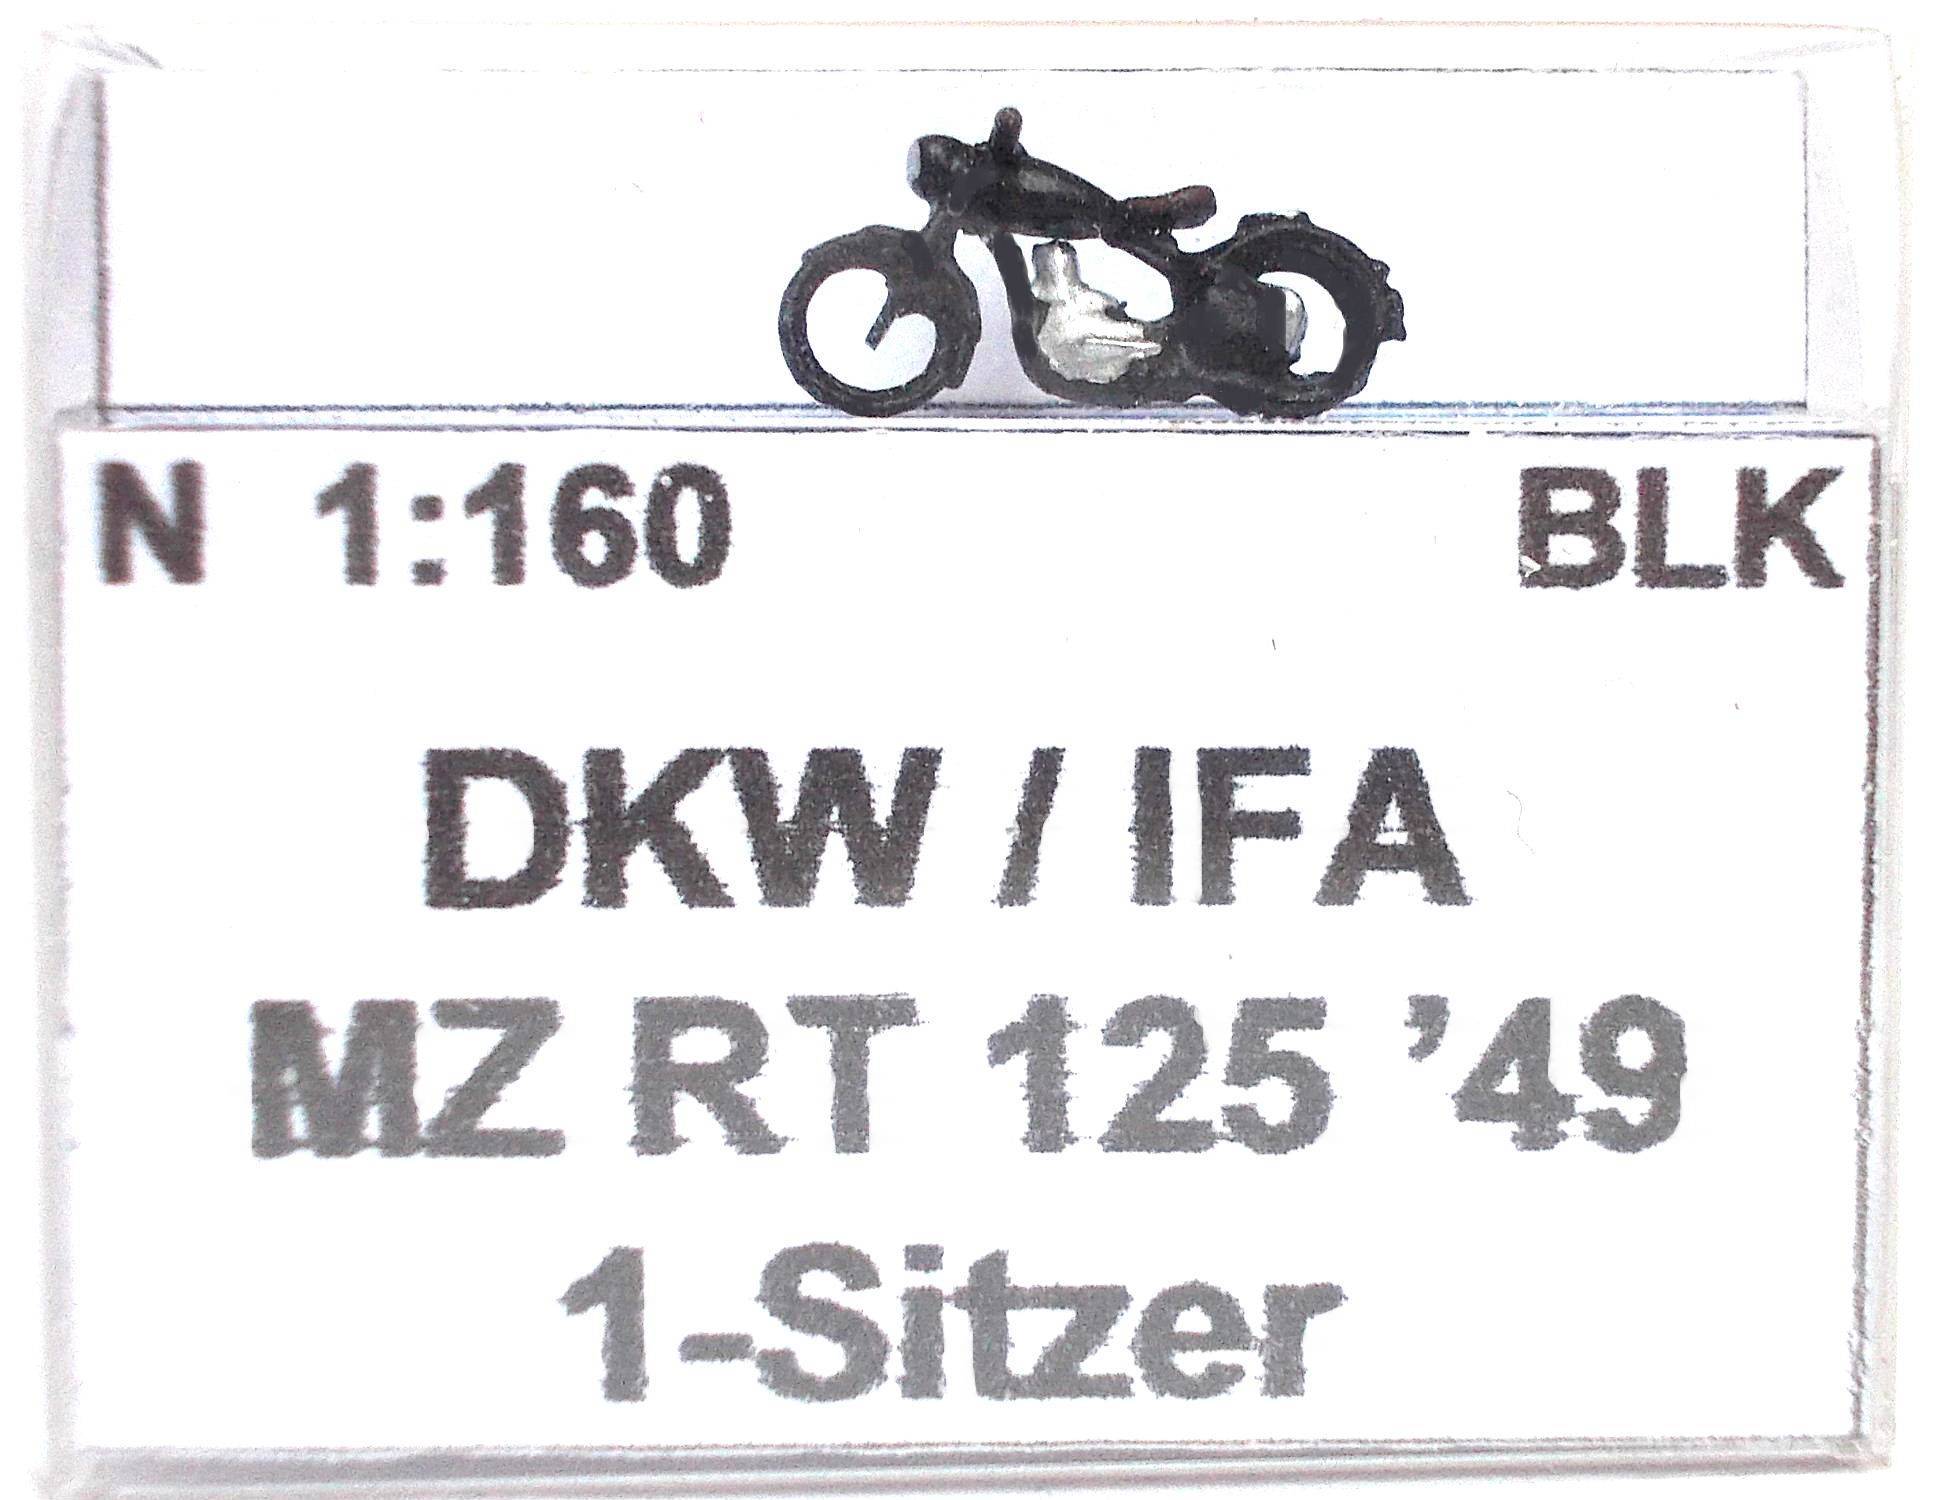 N 1:160 BLK
DKW / IFA
MZ RT 125 ’49
1-Sitzer